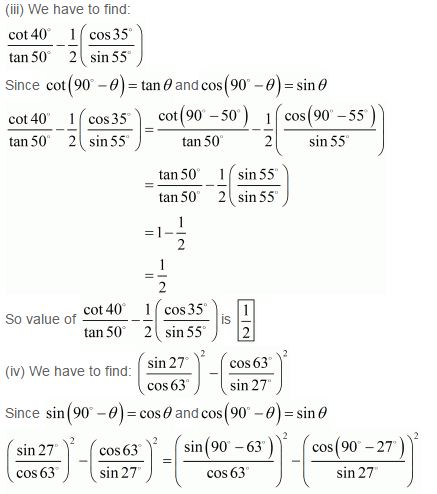 (iii) We have to find:
cot 40° / tan 50° − 1/2 (cos 35° / sin 55°)
Since cot(90° − θ) = tan θ and cos(90° − θ) = sin θ
cot 40° / tan 50° − 1/2 (cos 35° / sin 55°) = cot(90° − 50°) / tan 50° − 1/2 (cos(90° − 55°) / sin 55°)
= tan 50° / tan 50° − 1/2 (sin 55° / sin 55°)
= 1 − 1/2
= 1/2
So value of cot 40° / tan 50° − 1/2 (cos 35° / sin 55°) is 1/2
(iv) We have to find: (sin 27° / cos 63°)² − (cos 63° / sin 27°)²
Since sin(90° − θ) = cos θ and cos(90° − θ) = sin θ
(sin 27° / cos 63°)² − (cos 63° / sin 27°)² = (sin(90° − 63°) / cos 63°)² − (cos(90° − 27°) / sin 27°)²